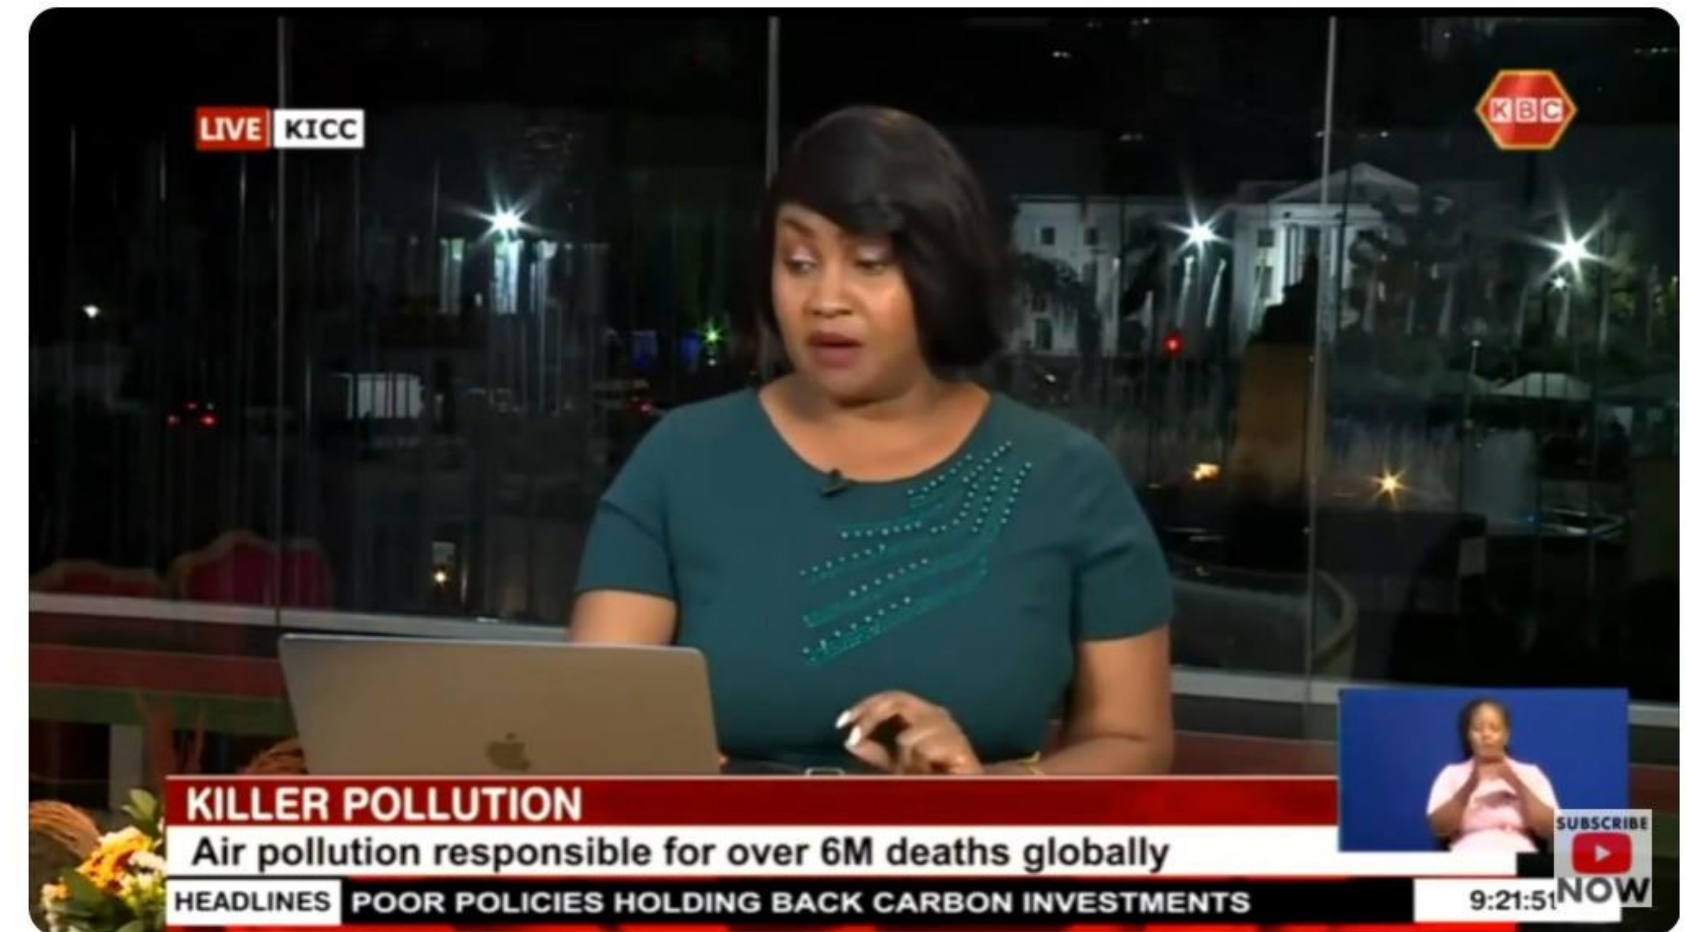 LIVE KICC
KBC
KILLER POLLUTION
Air pollution responsible for over 6M deaths globally
HEADLINES POOR POLICIES HOLDING BACK CARBON INVESTMENTS
9:21:51
SUBSCRIBE
NOW